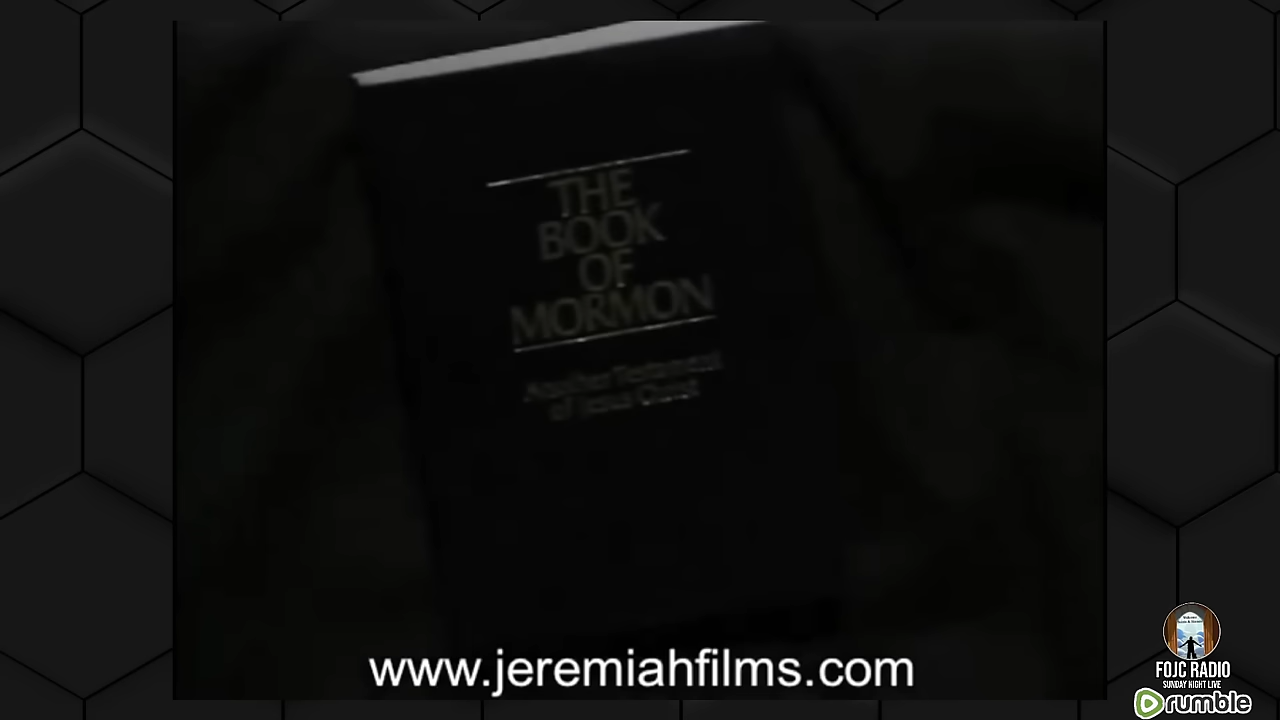 THE
BOOK
OF
MORMON
Another Testament
of Jesus Christ
www.jeremiahfilms.com
FOJC RADIO
SUNDAY NIGHT LIVE
rumble